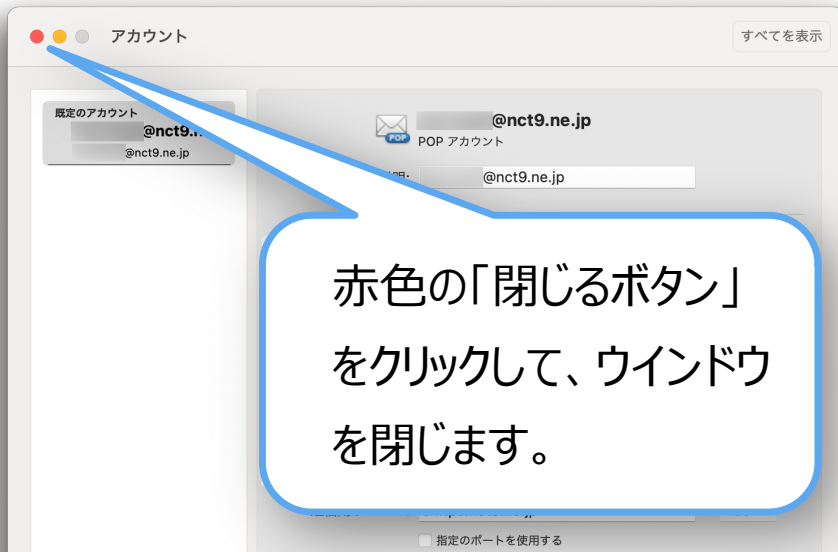 アカウント
すべてを表示
既定のアカウント
@nct9.n
@nct9.ne.jp
@nct9.ne.jp
POP
POP アカウント
@nct9.ne.jp
赤色の「閉じるボタン」
をクリックして、ウインドウ
を閉じます。
指定のポートを使用する